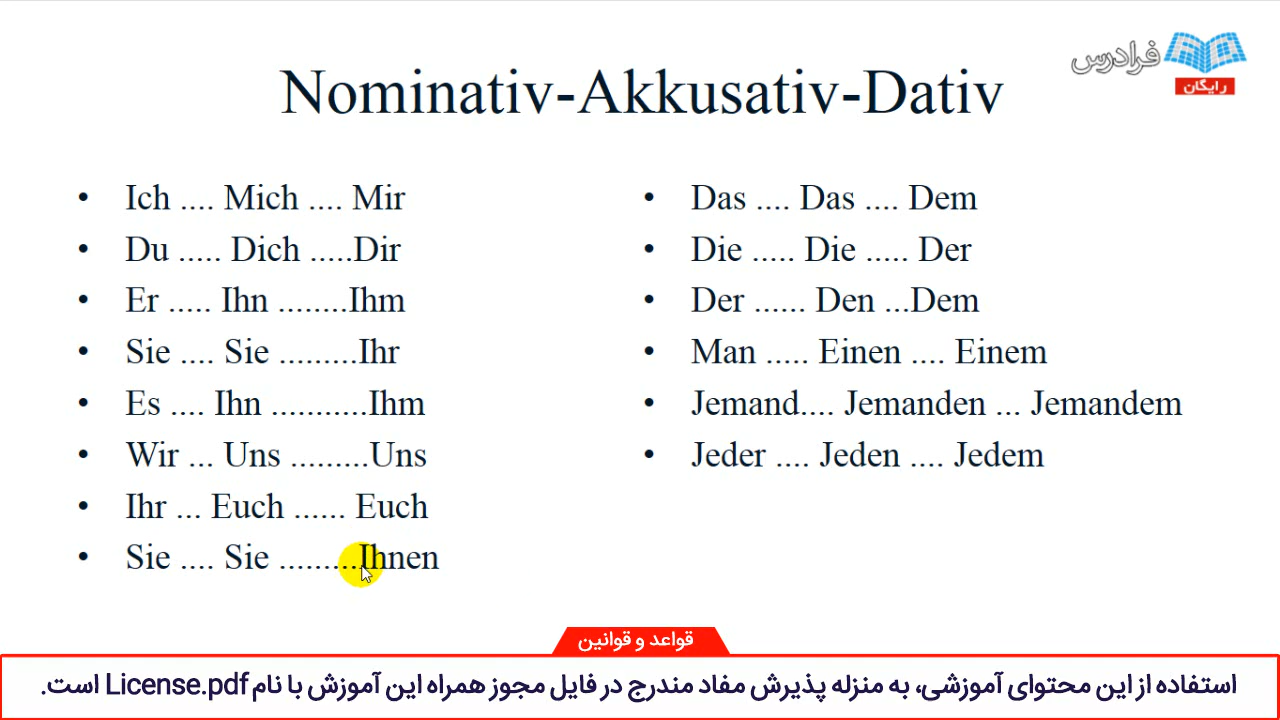 فرادرس
رایگان
Nominativ-Akkusativ-Dativ
• Ich .... Mich .... Mir
• Du ..... Dich .....Dir
• Er ..... Ihn ........Ihm
• Sie .... Sie .........Ihr
• Es .... Ihn ...........Ihm
• Wir ... Uns .........Uns
• Ihr ... Euch ...... Euch
• Sie .... Sie .........Ihnen
• Das .... Das .... Dem
• Die ..... Die ..... Der
• Der ...... Den ...Dem
• Man ..... Einen .... Einem
• Jemand.... Jemanden ... Jemandem
• Jeder .... Jeden .... Jedem
قواعد و قوانین
استفاده از این محتوای آموزشی، به منزله پذیرش مفاد مندرج در فایل مجوز همراه این آموزش با نام License.pdf است.